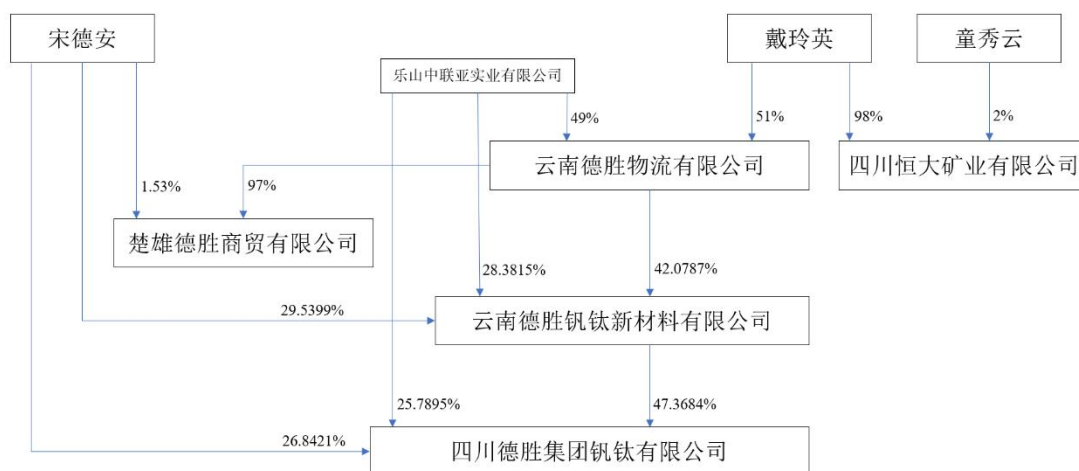 宋德安
戴玲英
童秀云
乐山中联亚实业有限公司
49%
51%
98%
2%
云南德胜物流有限公司
四川恒大矿业有限公司
1.53%
97%
楚雄德胜商贸有限公司
28.3815%
42.0787%
29.5399%
云南德胜钒钛新材料有限公司
25.7895%
47.3684%
26.8421%
四川德胜集团钒钛有限公司